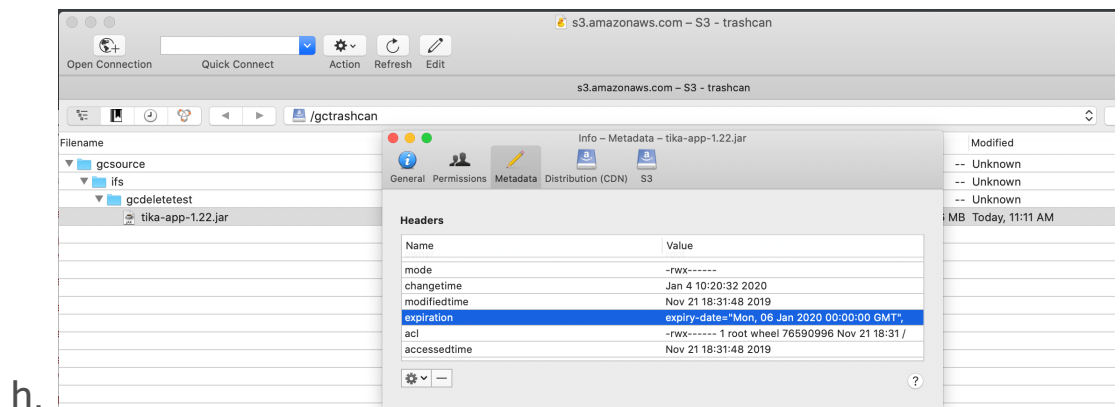 s3.amazonaws.com – S3 - trashcan
Open Connection Quick Connect Action Refresh Edit
s3.amazonaws.com – S3 - trashcan
/gctrashcan
Filename Modified
Info – Metadata – tika-app-1.22.jar
General Permissions Metadata Distribution (CDN) S3
gcsource -- Unknown
ifs -- Unknown
gcdeletetest -- Unknown
tika-app-1.22.jar MB Today, 11:11 AM
Headers
Name Value
mode -rwx------
changetime Jan 4 10:20:32 2020
modifiedtime Nov 21 18:31:48 2019
expiration expiry-date="Mon, 06 Jan 2020 00:00:00 GMT",
acl -rwx------ 1 root wheel 76590996 Nov 21 18:31 /
accessedtime Nov 21 18:31:48 2019
?
h.